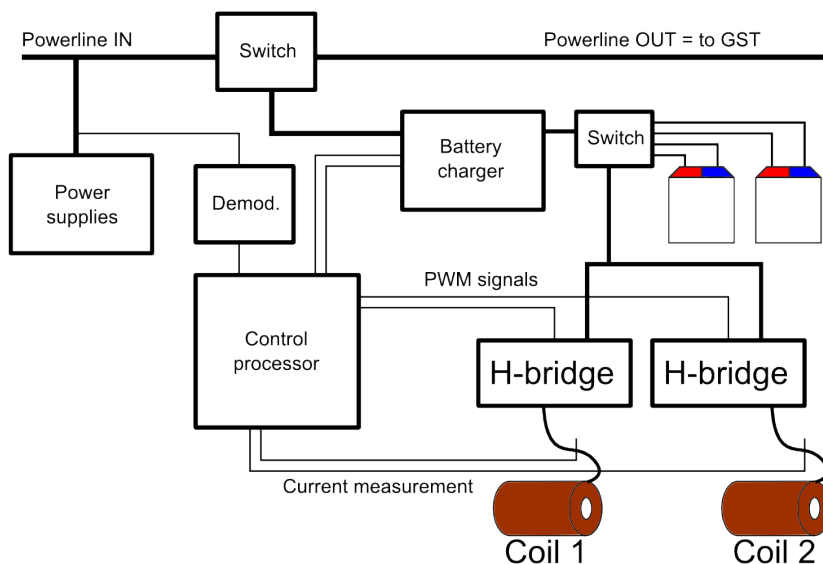 Powerline IN
Switch
Powerline OUT = to GST
Battery
charger
Switch
Power
supplies
Demod.
PWM signals
Control
processor
H-bridge
H-bridge
Current measurement
Coil 1
Coil 2